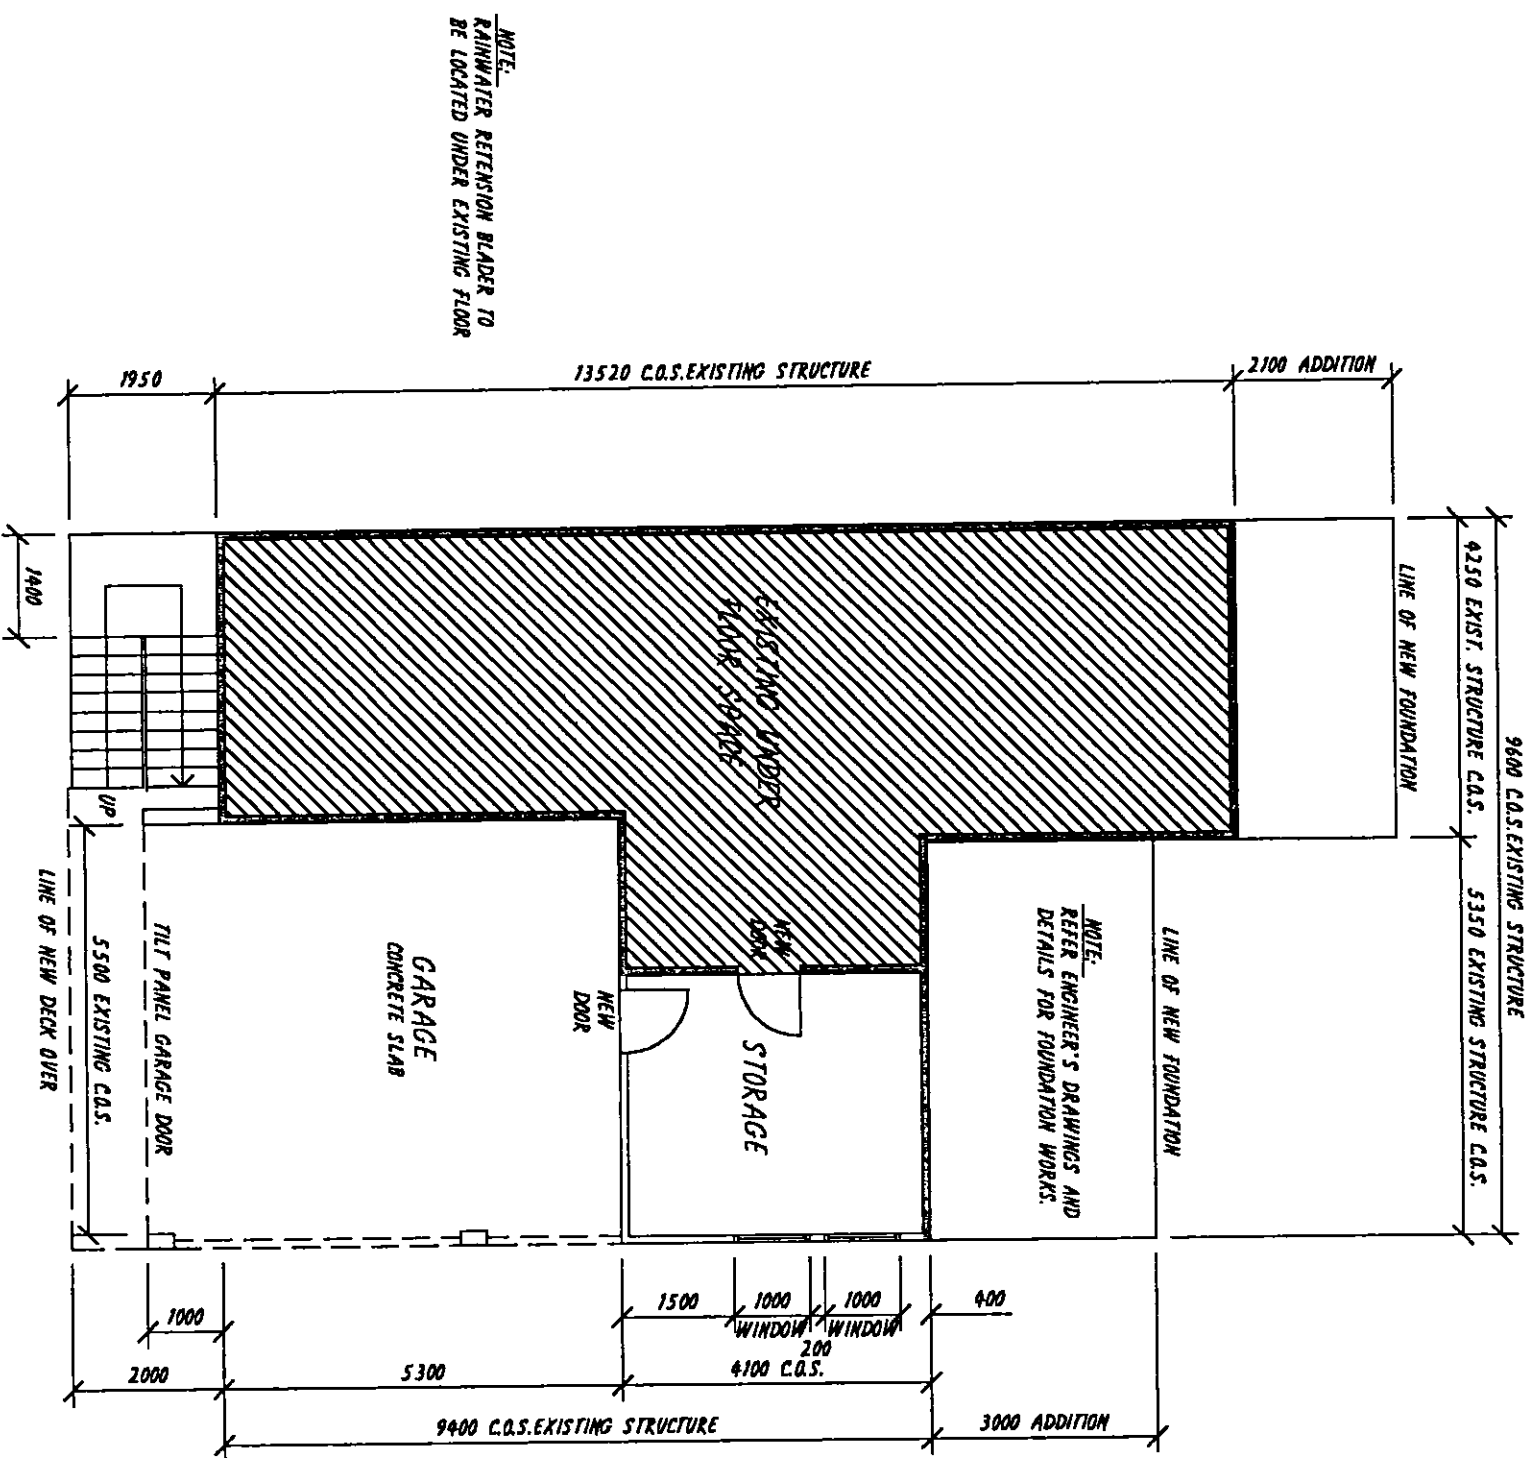 NOTE:
RAINWATER RETENSION BLADER TO
BE LOCATED UNDER EXISTING FLOOR
1950
13520 C.O.S.EXISTING STRUCTURE
2100 ADDITION
1400
LINE OF NEW FOUNDATION
4250 EXIST. STRUCTURE C.O.S.
5350 EXISTING STRUCTURE C.O.S.
9600 C.O.S.EXISTING STRUCTURE
EXISTING UNDER
FLOOR SPACE
UP
LINE OF NEW DECK OVER
5500 EXISTING C.O.S.
TILT PANEL GARAGE DOOR
GARAGE
CONCRETE SLAB
NEW
DOOR
NEW
DOOR
STORAGE
NOTE:
REFER ENGINEER'S DRAWINGS AND
DETAILS FOR FOUNDATION WORKS.
LINE OF NEW FOUNDATION
1000
1500
1000
WINDOW
1000
WINDOW
400
200
2000
5300
4100 C.O.S.
9400 C.O.S.EXISTING STRUCTURE
3000 ADDITION